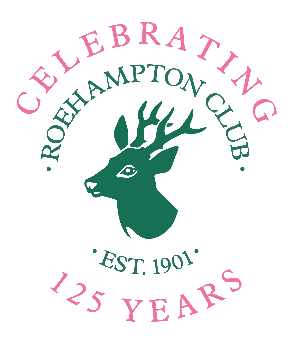 CELEBRATING
· ROEHAMPTON CLUB ·
· EST. 1901 ·
125 YEARS